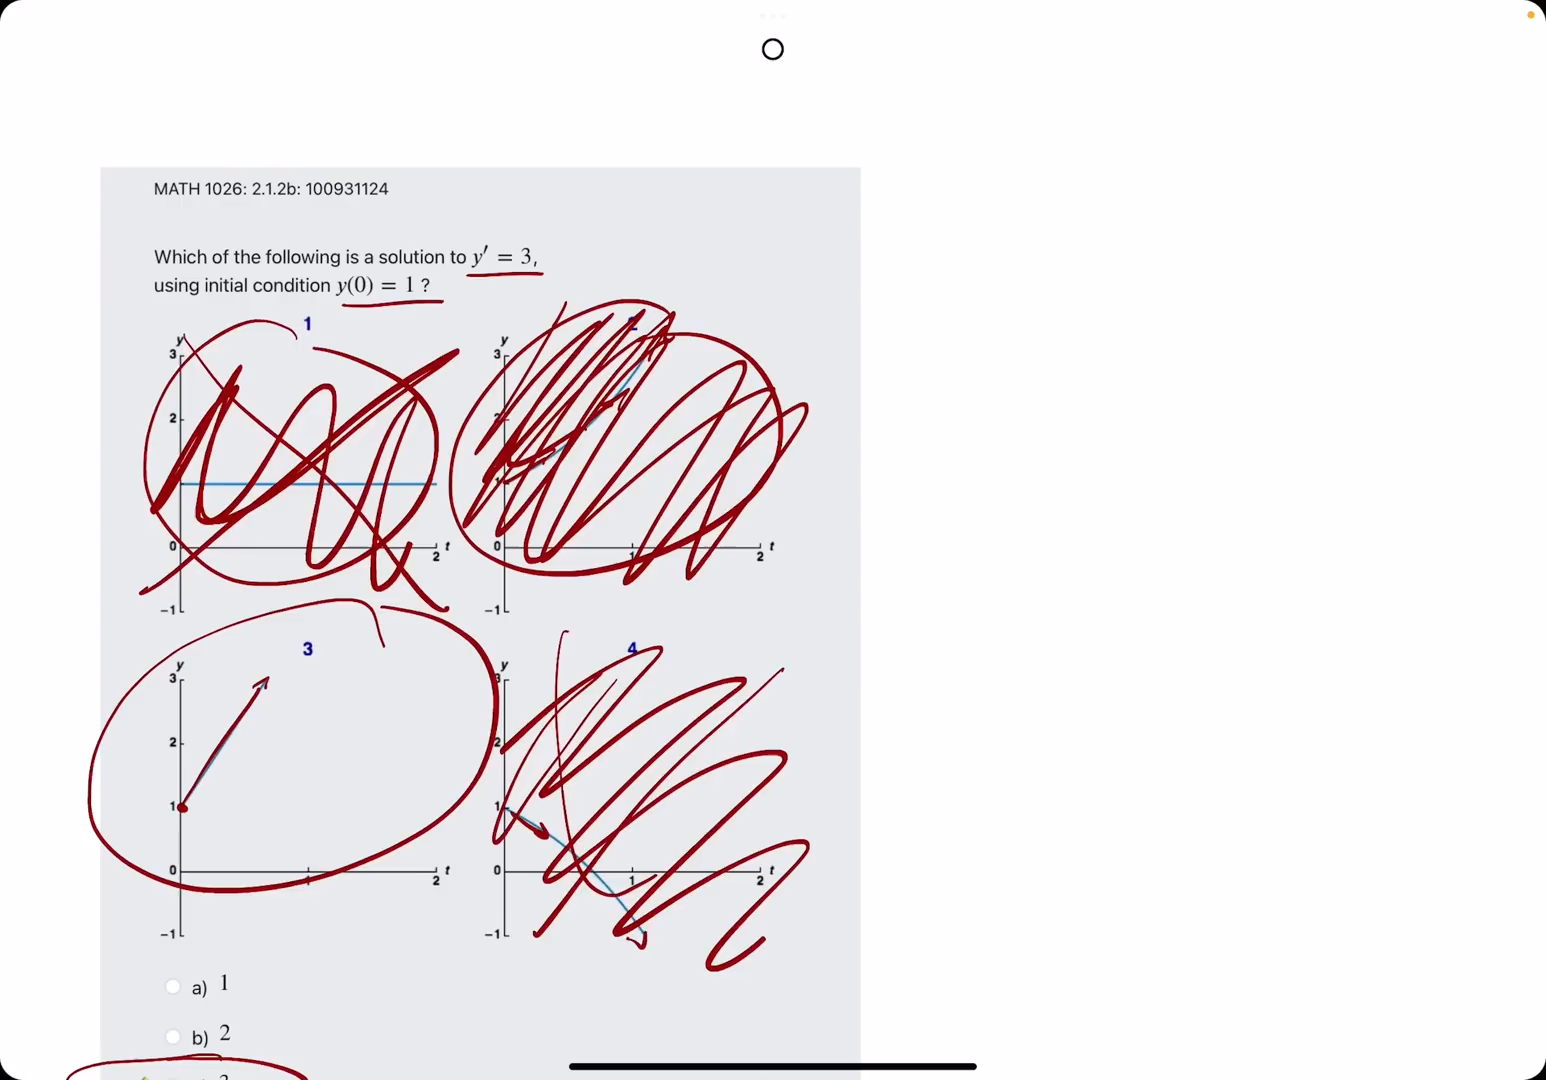 MATH 1026: 2.1.2b: 100931124
Which of the following is a solution to y′ = 3,
using initial condition y(0) = 1 ?
1
y
3
2
0
2
t
−1
y
3
0
2
t
−1
3
y
3
2
1
0
2
t
−1
4
y
3
2
1
0
1
2
t
−1
a) 1
b) 2